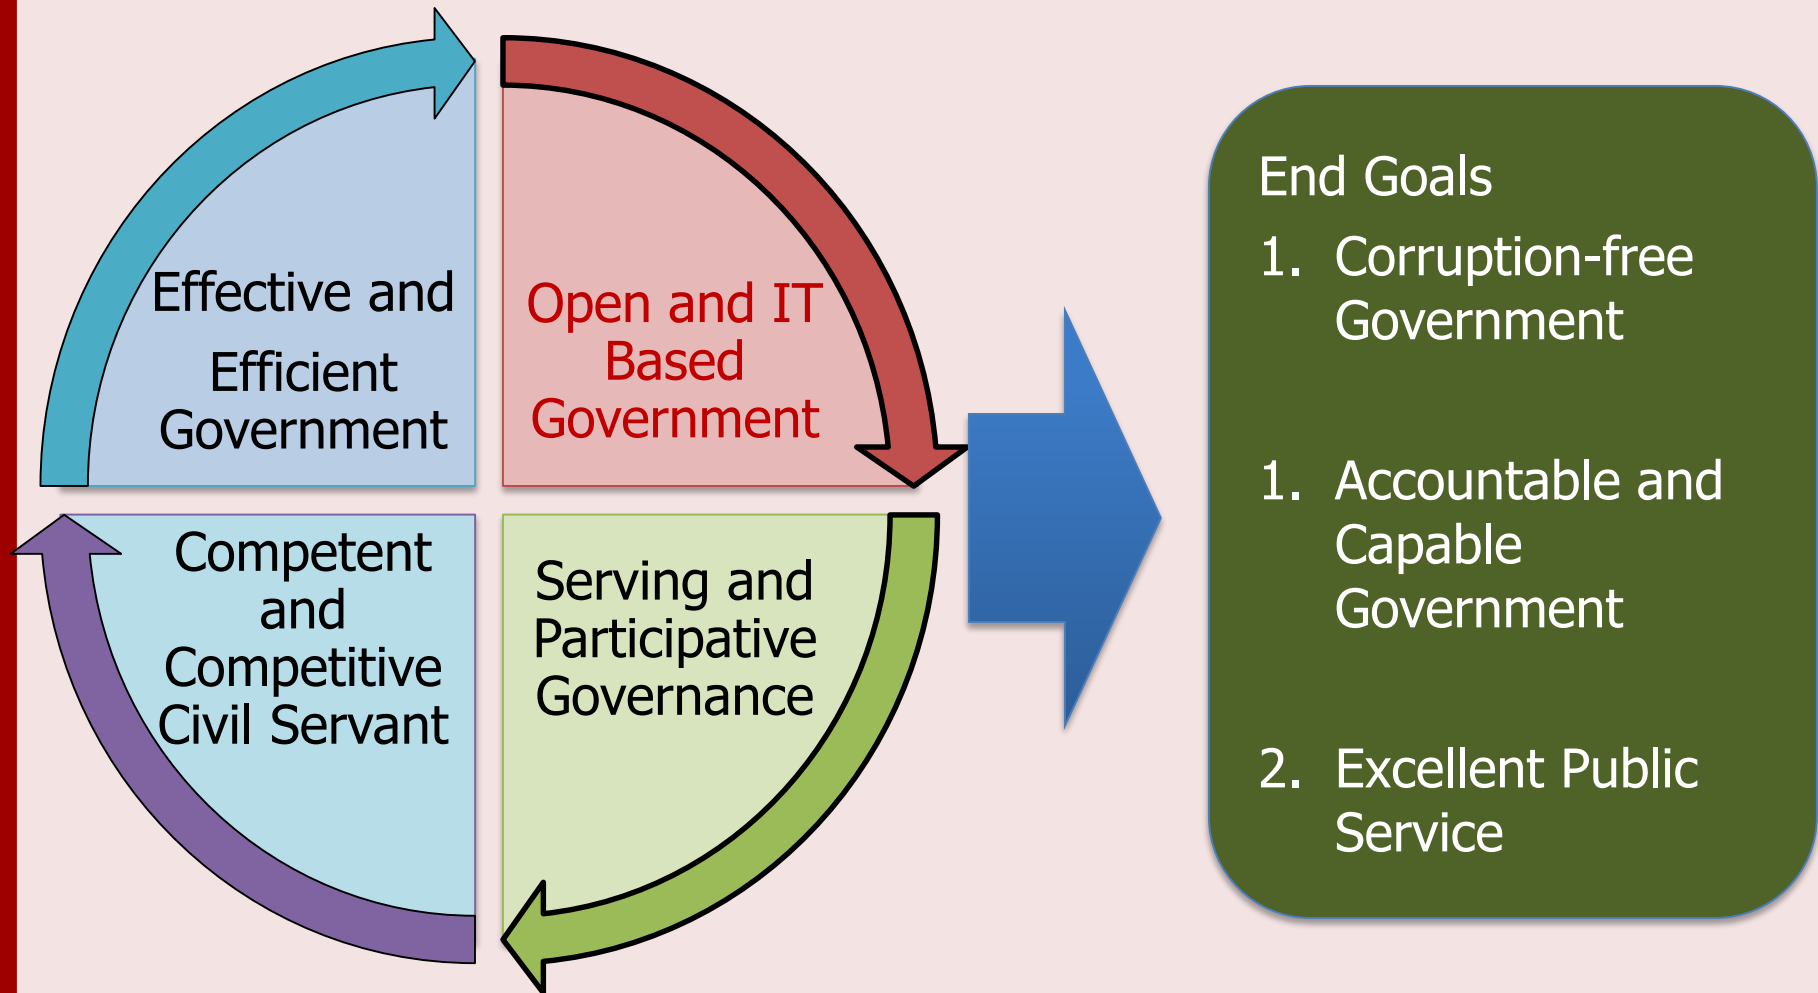 Effective and
Efficient
Government
Open and IT
Based
Government
Competent
and
Competitive
Civil Servant
Serving and
Participative
Governance
End Goals
1. Corruption-free
Government
1. Accountable and
Capable
Government
2. Excellent Public
Service